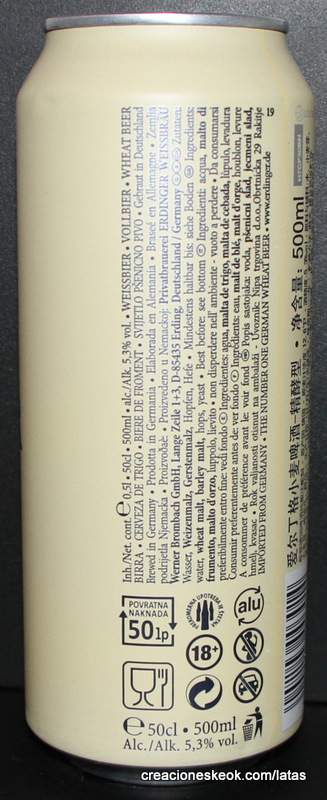 Inh./Net. cont. ℮ 0,5l • 50cl • 500ml • alc./Alk. 5,3% vol. • WEISSBIER • VOLLBIER • WHEAT BEER
BIRRA • CERVEZA DE TRIGO • BIERE DE FROMENT • SVIJETLO PŠENIČNO PIVO • Gebraut in Deutschland
Brewed in Germany • Prodotta in Germania • Elaborada en Alemania • Brassé en Allemagne • Zemlja
podrijetla Njemačka • Proizvođač: • Proizvedeno u Nemačkoj: Privatbrauerei ERDINGER WEISSBRÄU
Werner Brombach GmbH, Lange Zeile 1+3, D-85435 Erding, Deutschland / Germany Zutaten:
Wasser, Weizenmalz, Gerstenmalz, Hopfen, Hefe • Mindestens haltbar bis: siehe Boden Ingredients:
water, wheat malt, barley malt, hops, yeast • Best before: see bottom Ingredienti: acqua, malto di
frumento, malto d'orzo, luppolo, lievito • non disperdere nell'ambiente - vuoto a perdere • Da consumarsi
preferibilmente entro fine: vedi fondo Ingredientes: agua, malta de trigo, malta de cebada, lúpulo, levadura
Consumir preferentemente antes de: ver fondo Ingrédients: eau, malt de blé, malt d'orge, houblon, levure
A consommer de préférence avant le: voir fond Popis sastojaka: voda, pšenični slad, ječmeni slad,
hmelj, kvasac • Rok valjanosti otisnut na ambalaži • Uvoznik: Nipa trgovina d.o.o., Obrtnička 29 Rakitje
IMPORTED FROM GERMANY • THE NUMBER ONE GERMAN WHEAT BEER • www.erdinger.de
19
爱尔丁格小麦啤酒 精酿型 • 净含量: 500ml
POVRATNA
NAKNADA
50 lp
alu
18+
℮ 50cl • 500ml
Alc./Alk. 5,3% vol.
creacioneskeok.com/latas